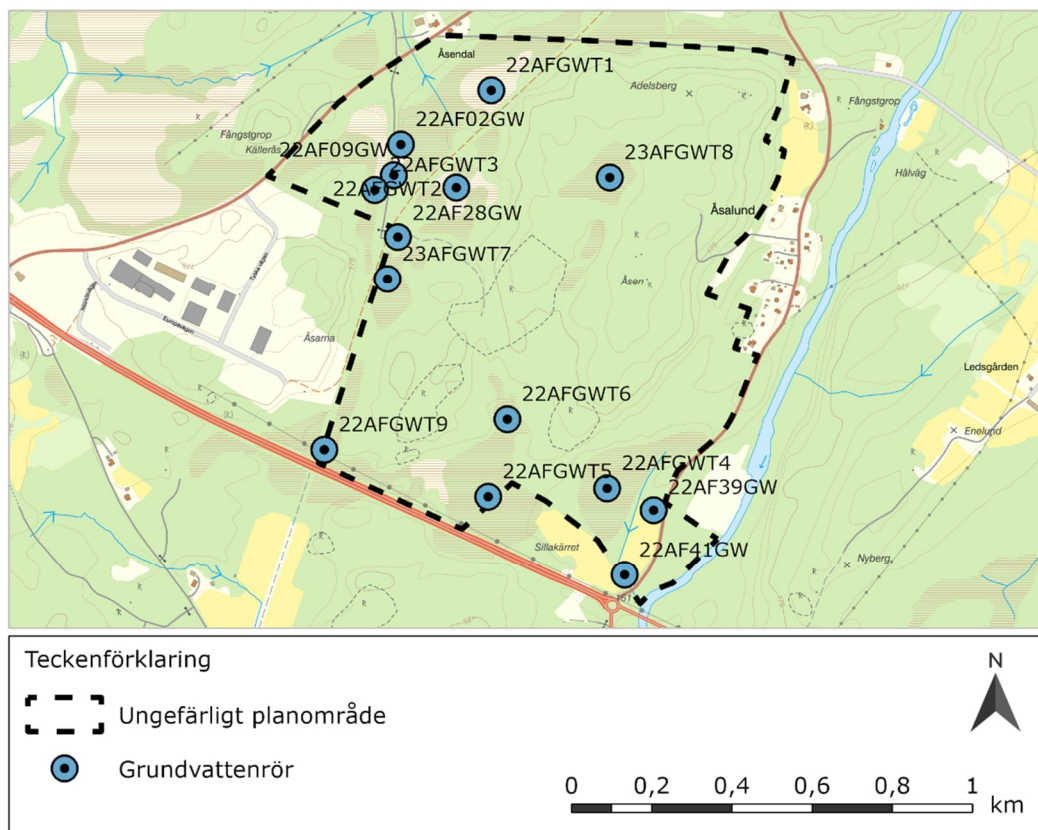 Åsendal
22AFGWT1
Adelsberg
Fångstgrop
Fångstgrop
Källerås
22AF02GW
22AF09GW
22AFGWT3
23AFGWT8
Hålväg
22AFGWT2
22AF28GW
Åsalund
23AFGWT7
Åsen
Tyska vägen
Europavägen
Åsarna
Ledsgården
22AFGWT6
22AFGWT9
Enelund
22AFGWT5
22AFGWT4
22AF39GW
Sillakärret
22AF41GW
Nyberg
161
Teckenförklaring
Ungefärligt planområde
Grundvattenrör
N
0 0,2 0,4 0,6 0,8 1
km